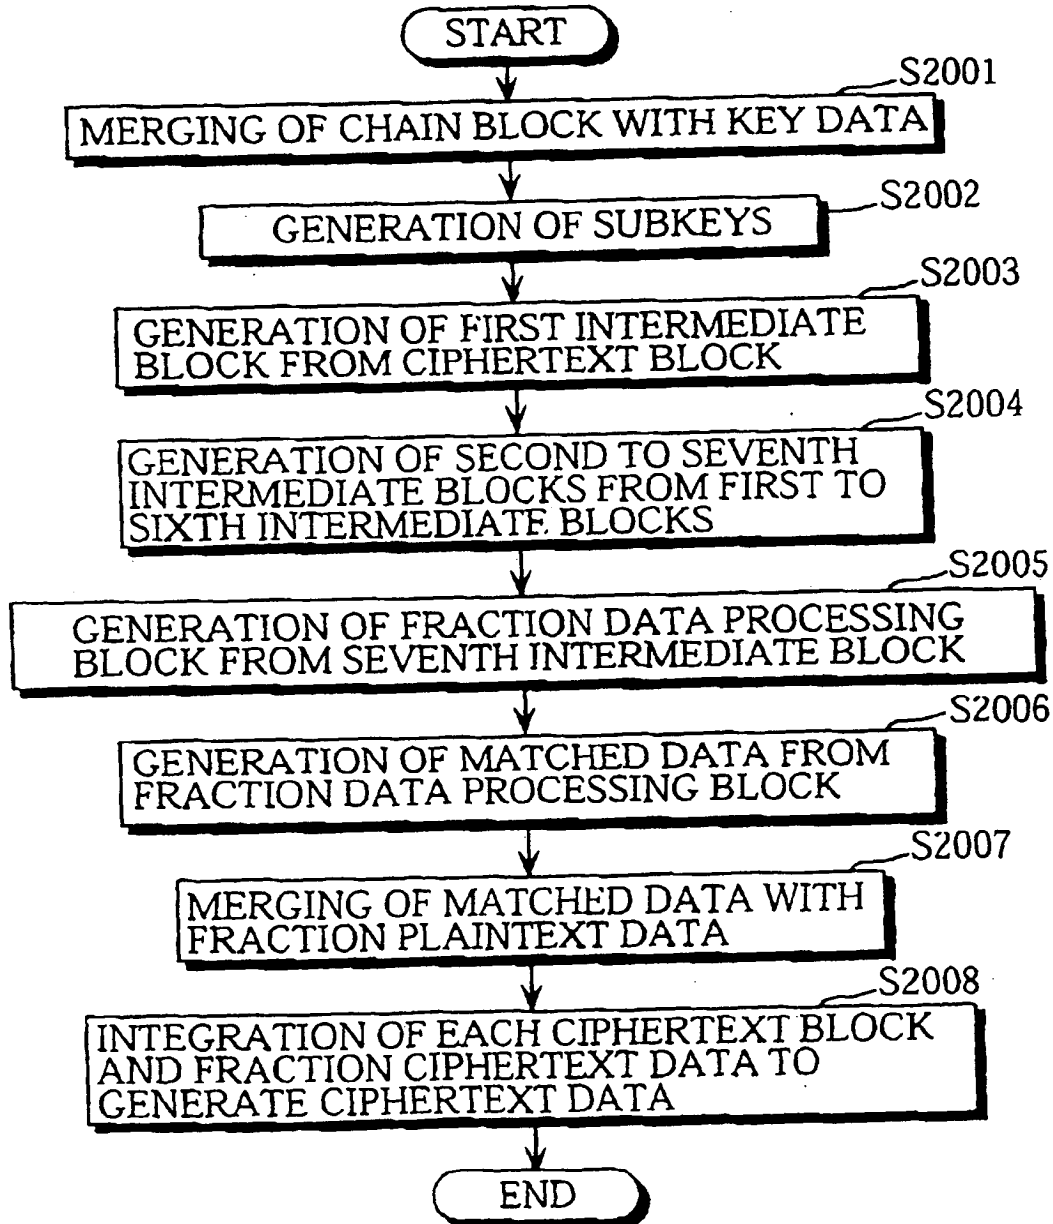 START
S2001
MERGING OF CHAIN BLOCK WITH KEY DATA
S2002
GENERATION OF SUBKEYS
S2003
GENERATION OF FIRST INTERMEDIATE
BLOCK FROM CIPHERTEXT BLOCK
S2004
GENERATION OF SECOND TO SEVENTH
INTERMEDIATE BLOCKS FROM FIRST TO
SIXTH INTERMEDIATE BLOCKS
S2005
GENERATION OF FRACTION DATA PROCESSING
BLOCK FROM SEVENTH INTERMEDIATE BLOCK
S2006
GENERATION OF MATCHED DATA FROM
FRACTION DATA PROCESSING BLOCK
S2007
MERGING OF MATCHED DATA WITH
FRACTION PLAINTEXT DATA
S2008
INTEGRATION OF EACH CIPHERTEXT BLOCK
AND FRACTION CIPHERTEXT DATA TO
GENERATE CIPHERTEXT DATA
END